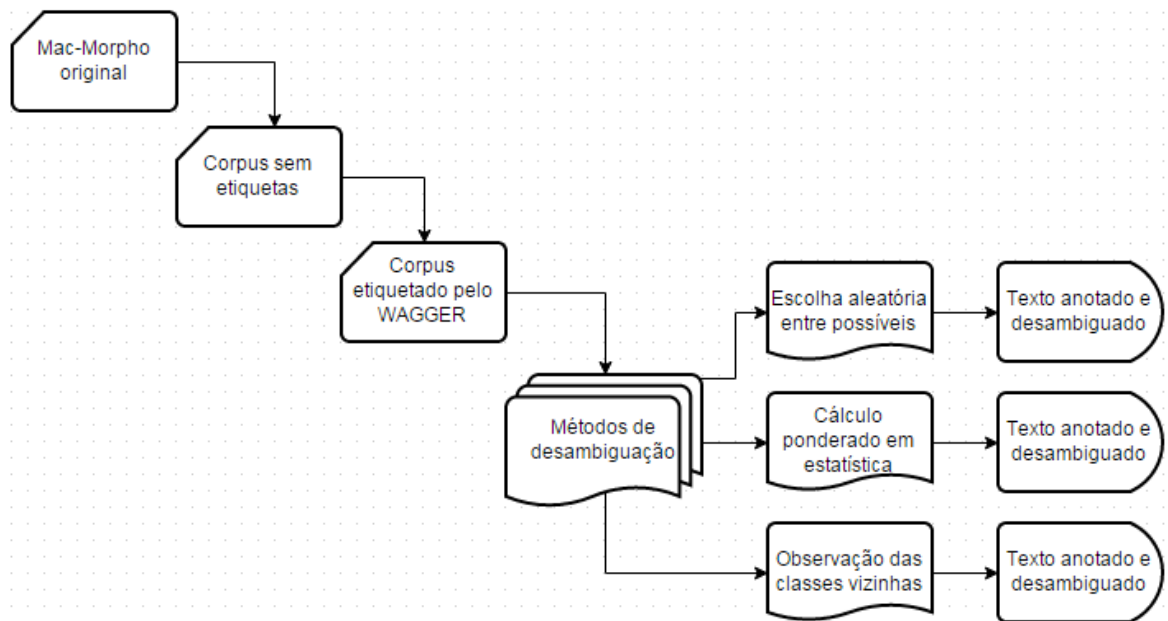 Mac-Morpho
original
Corpus sem
etiquetas
Corpus
etiquetado pelo
WAGGER
Métodos de
desambiguação
Escolha aleatória
entre possíveis
Texto anotado e
desambiguado
Cálculo
ponderado em
estatística
Texto anotado e
desambiguado
Observação das
classes vizinhas
Texto anotado e
desambiguado